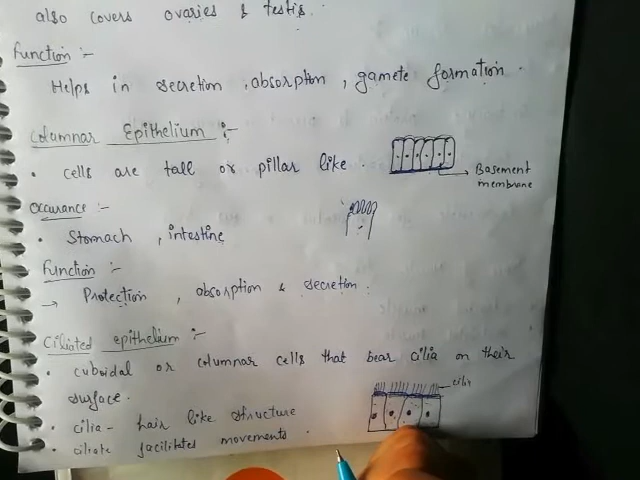 also covers ovaries & testis.
Function :-
Helps in secretion, absorption, gamete formation.
Columnar Epithelium :-
• cells are tall or pillar like.
Basement
membrane
Occurance :-
• Stomach, intestine
Function :-
→ Protection, absorption & secretion.
Ciliated epithelium :-
• cuboidal or columnar cells that bear cilia on their
surface.
cilia
• cilia - hair like structure
• ciliate facilitates movements.